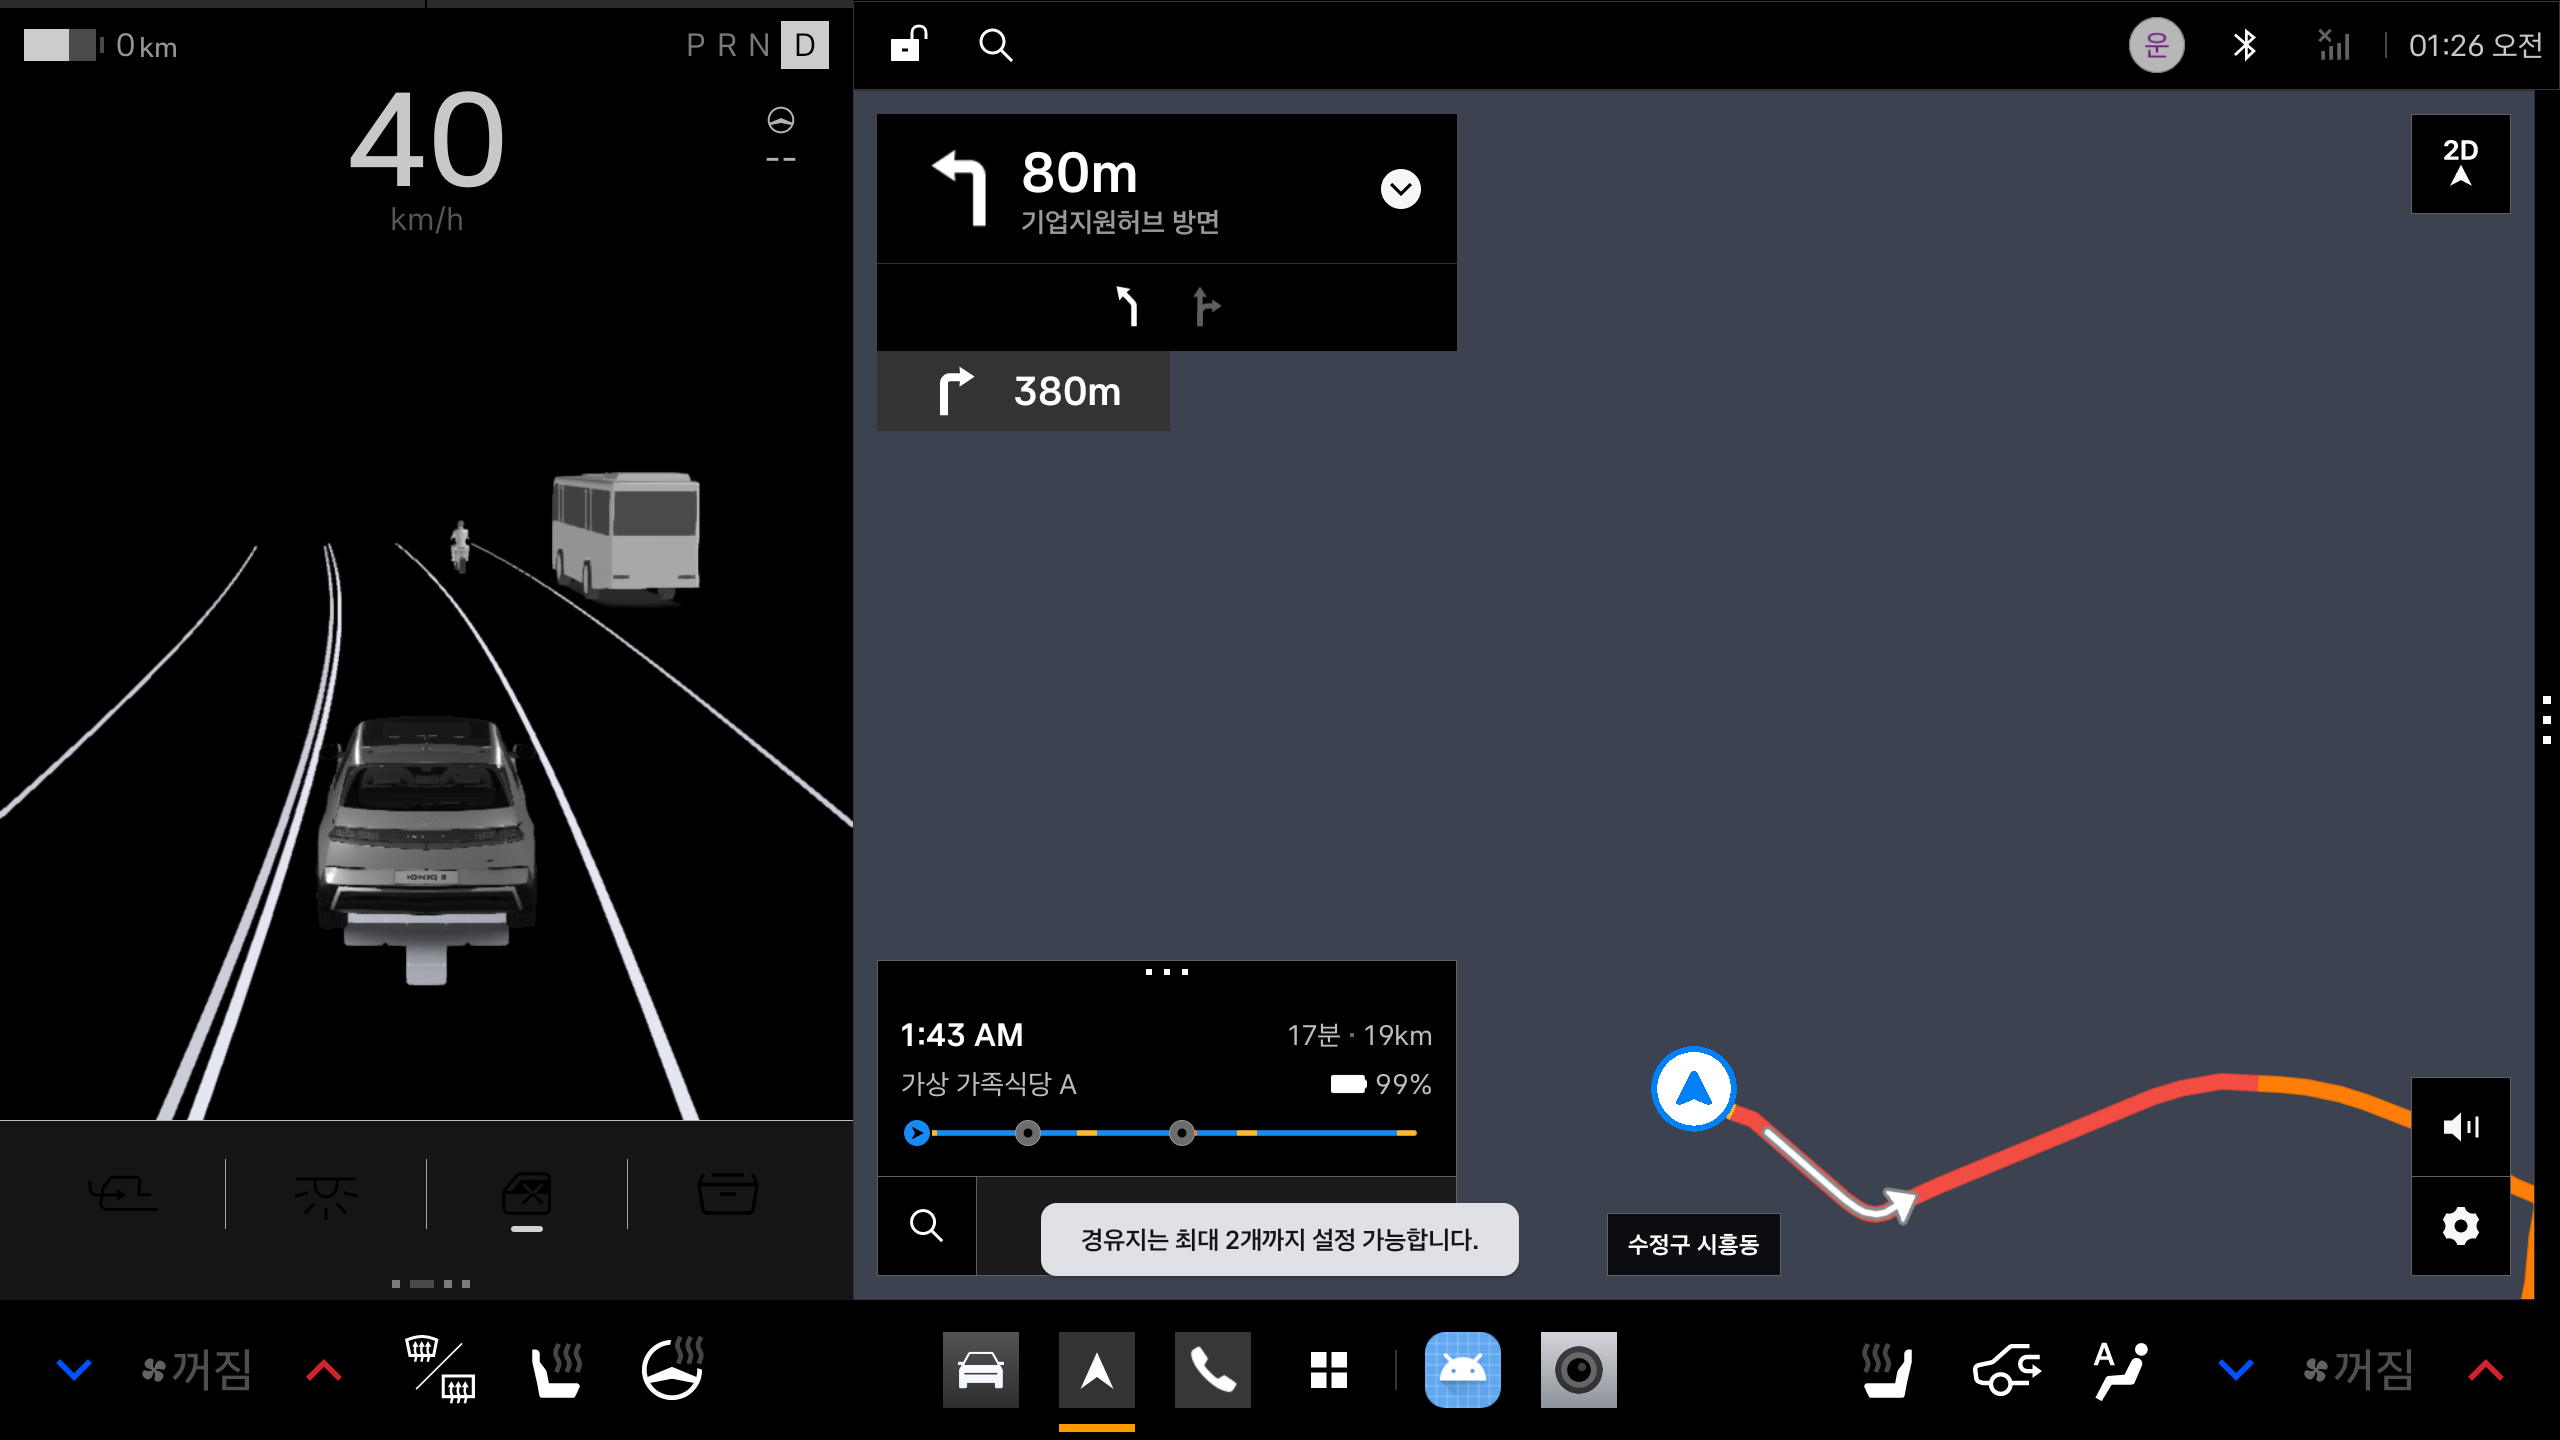 0 km
P R N D
40
km/h
--
IONIQ 5
운
01:26 오전
80m
기업지원허브 방면
380m
2D
1:43 AM
17분 · 19km
가상 가족식당 A
99%
경유지는 최대 2개까지 설정 가능합니다.
수정구 시흥동
꺼짐
A
꺼짐